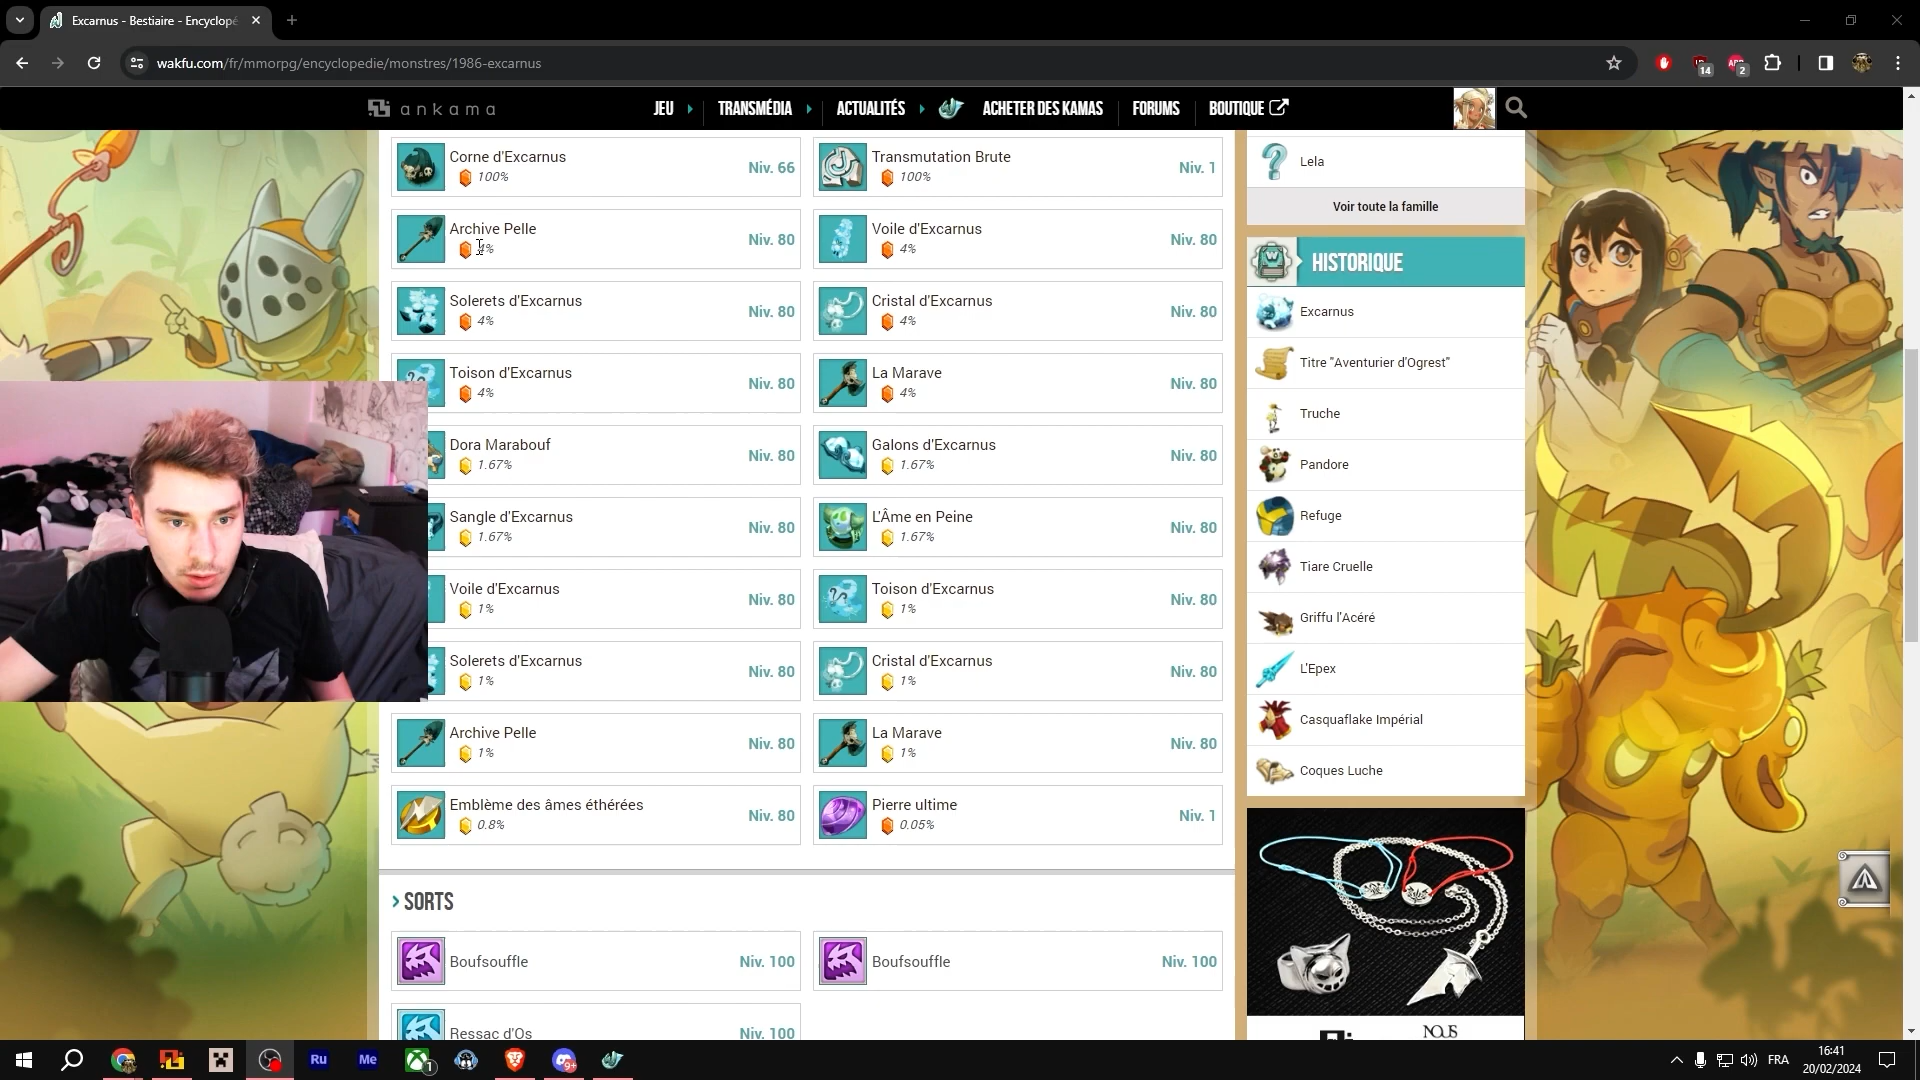 Excarnus - Bestiaire - Encyclopé
wakfu.com/fr/mmorpg/encyclopedie/monstres/1986-excarnus
14
2
ankama
JEU
TRANSMÉDIA
ACTUALITÉS
ACHETER DES KAMAS
FORUMS
BOUTIQUE
Corne d'Excarnus
100%
Niv. 66
Transmutation Brute
100%
Niv. 1
Archive Pelle
Niv. 80
Voile d'Excarnus
4%
Niv. 80
Solerets d'Excarnus
4%
Niv. 80
Cristal d'Excarnus
4%
Niv. 80
Toison d'Excarnus
4%
Niv. 80
La Marave
4%
Niv. 80
Dora Marabouf
1.67%
Niv. 80
Galons d'Excarnus
1.67%
Niv. 80
Sangle d'Excarnus
1.67%
Niv. 80
L'Âme en Peine
1.67%
Niv. 80
Voile d'Excarnus
1%
Niv. 80
Toison d'Excarnus
1%
Niv. 80
Solerets d'Excarnus
1%
Niv. 80
Cristal d'Excarnus
1%
Niv. 80
Archive Pelle
1%
Niv. 80
La Marave
1%
Niv. 80
Emblème des âmes éthérées
0.8%
Niv. 80
Pierre ultime
0.05%
Niv. 1
SORTS
Boufsouffle
Niv. 100
Boufsouffle
Niv. 100
Ressac d'Os
Niv. 100
Lela
Voir toute la famille
HISTORIQUE
Excarnus
Titre "Aventurier d'Ogrest"
Truche
Pandore
Refuge
Tiare Cruelle
Griffu l'Acéré
L'Epex
Casquaflake Impérial
Coques Luche
Ru
Me
1
9+
FRA
16:41
20/02/2024